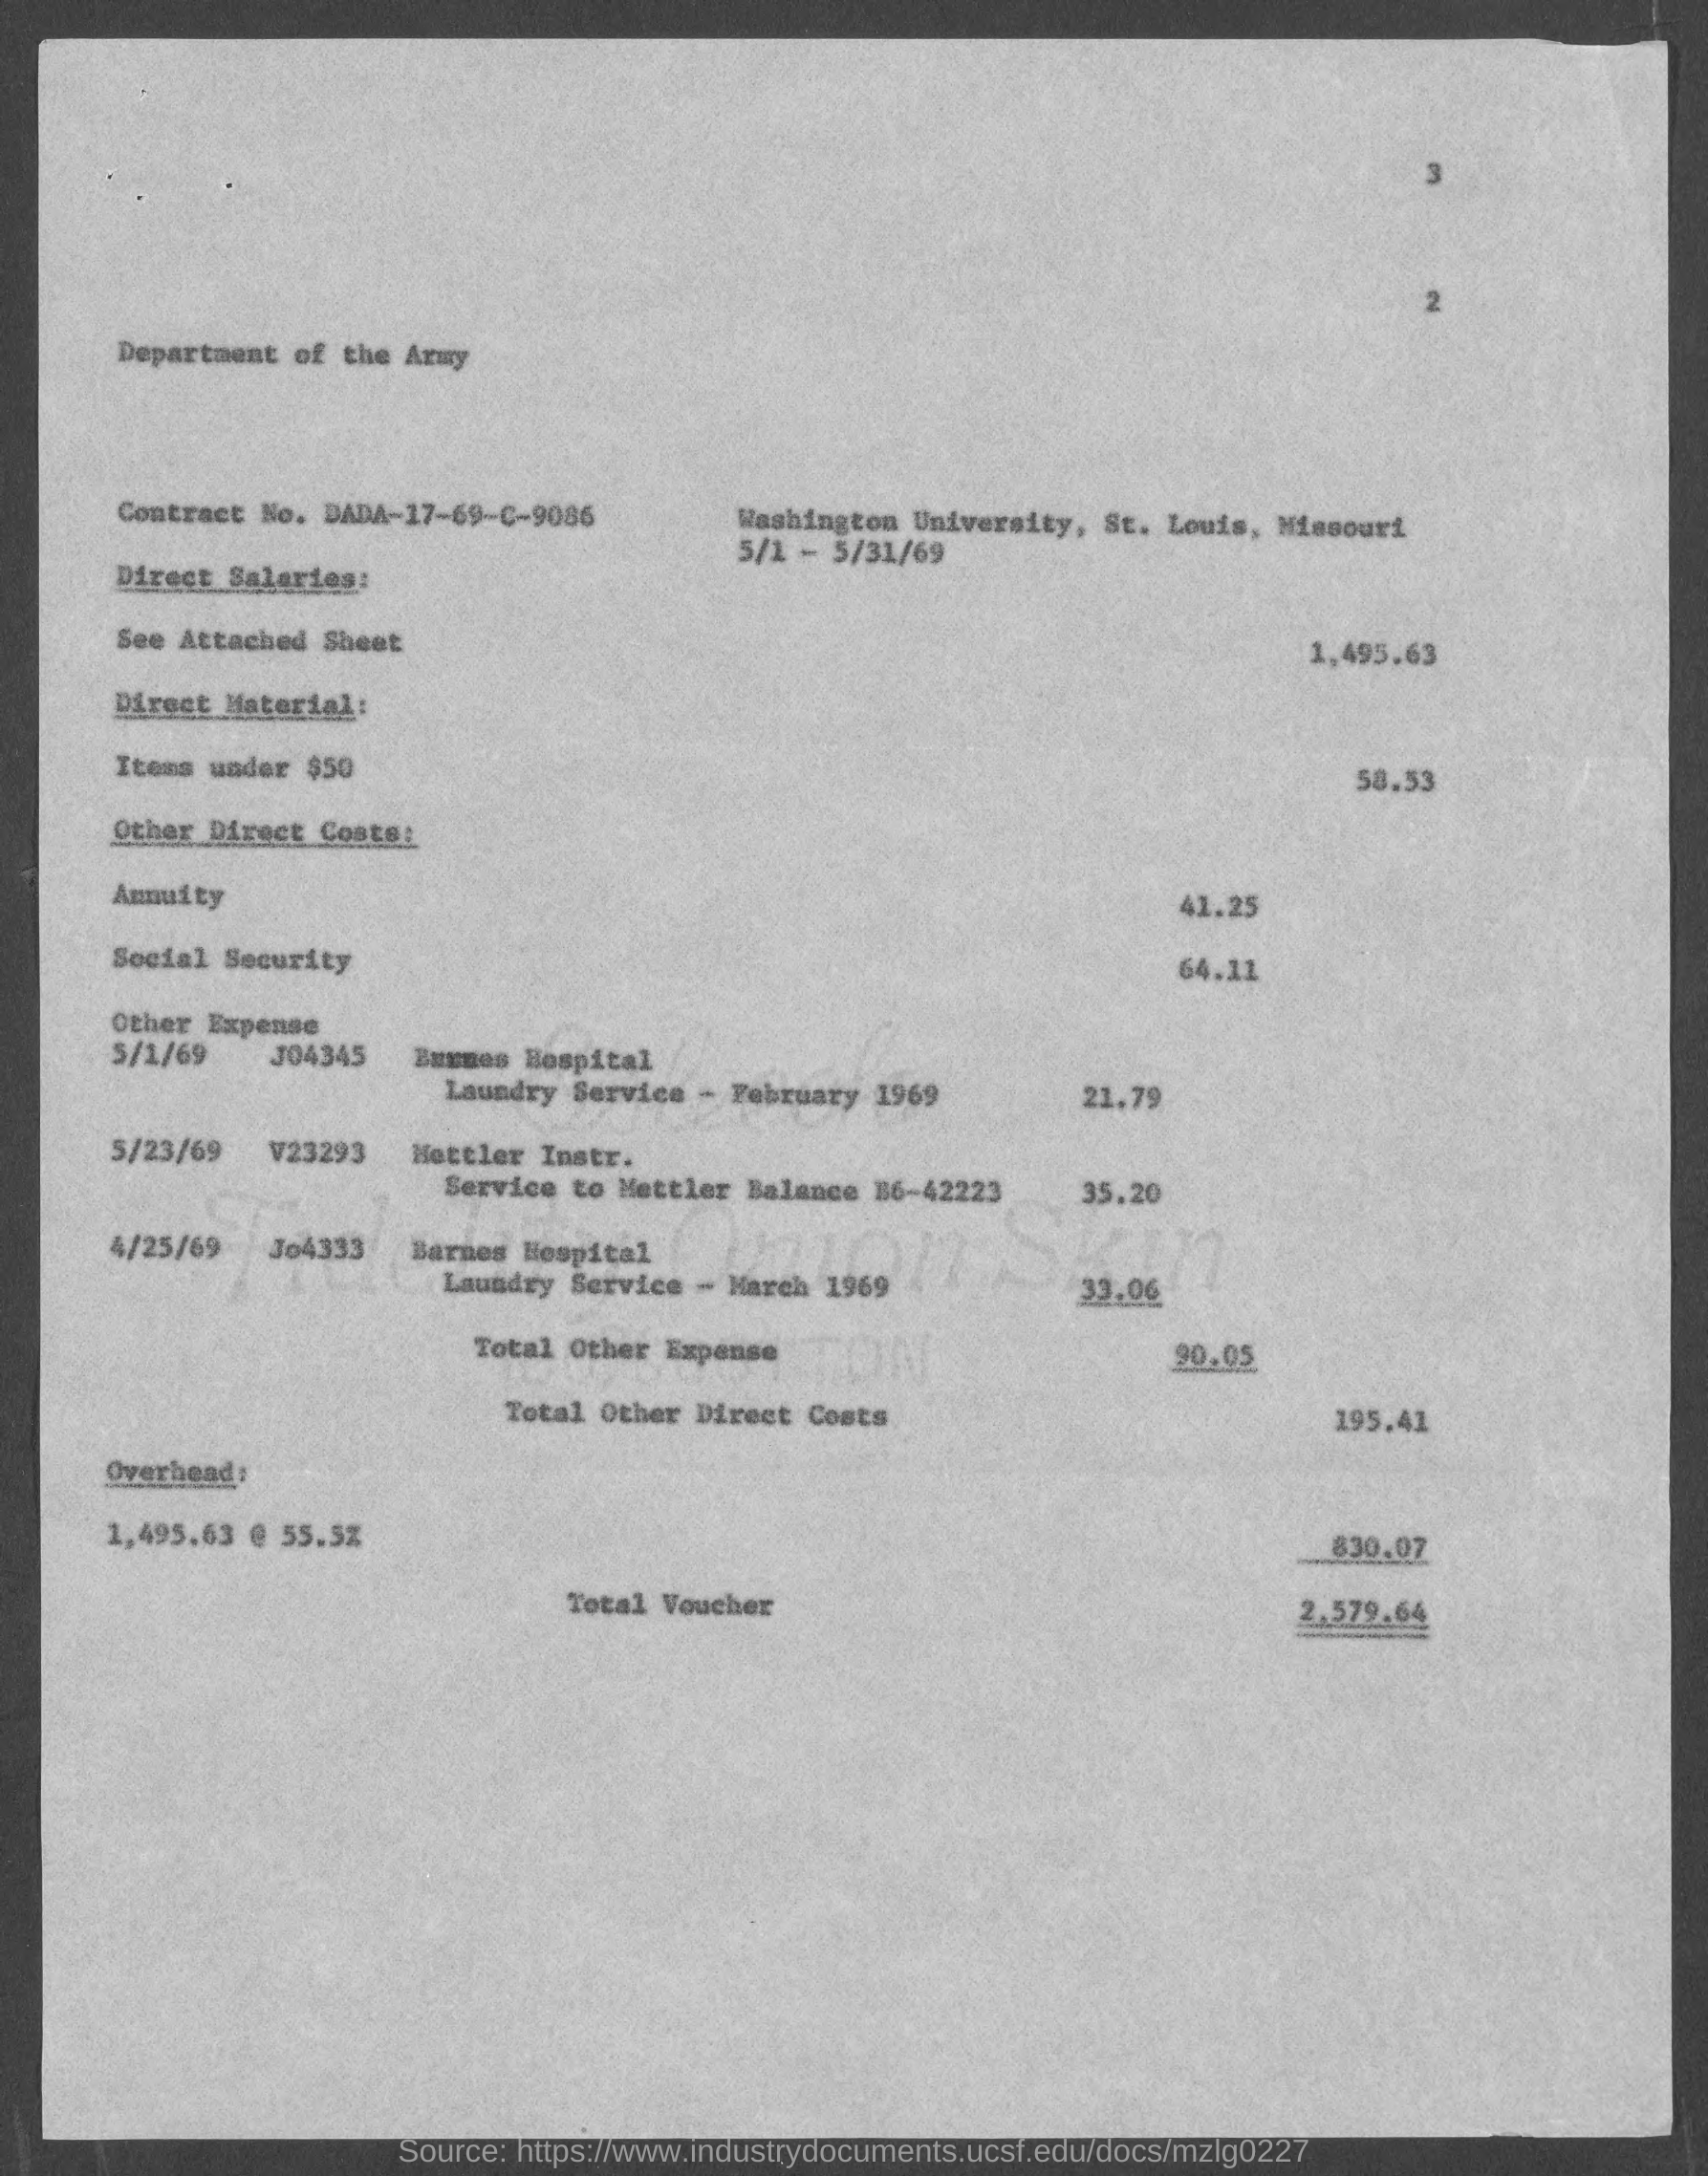 3
2
Department of the Army
Contract No. DADA-17-69-C-9086
Washington University, St. Louis, Missouri
5/1 - 5/31/69
Direct Salaries:
See Attached Sheet 1,495.63
Direct Material:
Items under $50 58.53
Other Direct Costs:
Annuity 41.25
Social Security 64.11
Other Expense
5/1/69 J04345 Barnes Hospital
Laundry Service - February 1969 21.79
5/23/69 V23293 Mettler Instr.
Service to Mettler Balance B6-42223 35.20
4/25/69 Jo4333 Barnes Hospital
Laundry Service - March 1969 33.06
Total Other Expense 90.05
Total Other Direct Costs 195.41
Overhead:
1,495.63 @ 55.5% 830.07
Total Voucher 2,579.64
Source: https://www.industrydocuments.ucsf.edu/docs/mzlg0227